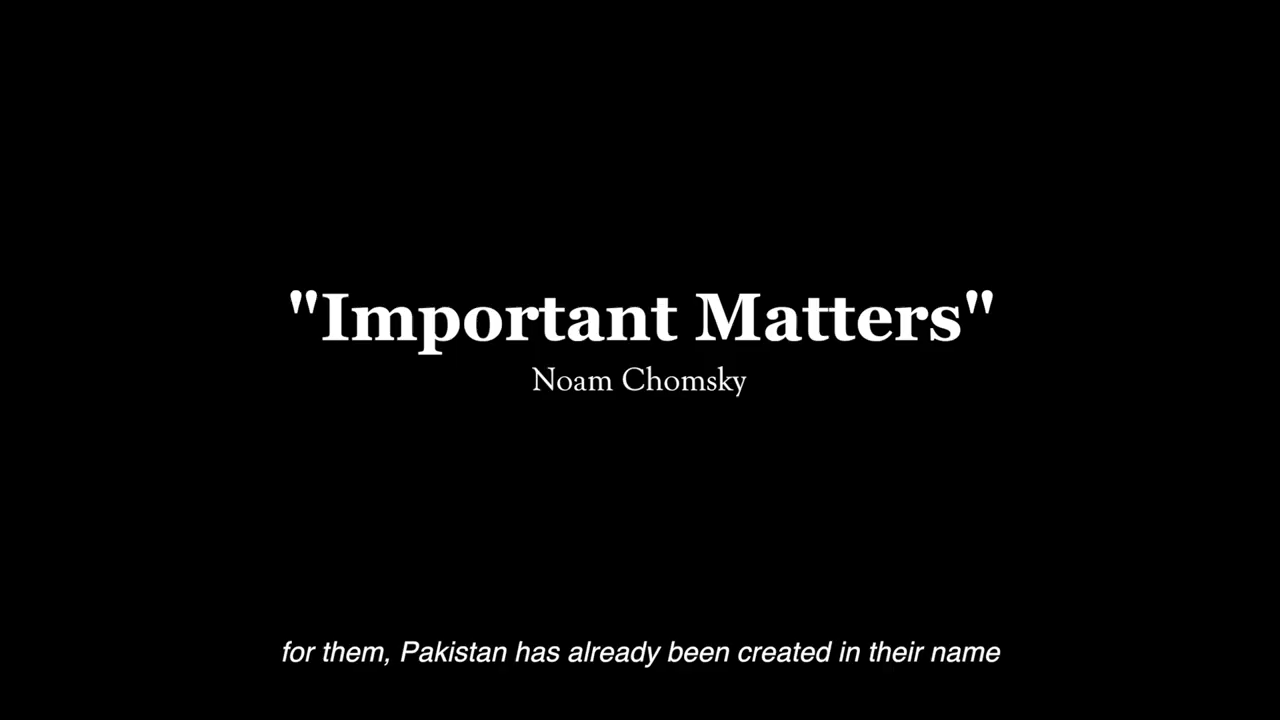 "Important Matters"
Noam Chomsky
for them, Pakistan has already been created in their name